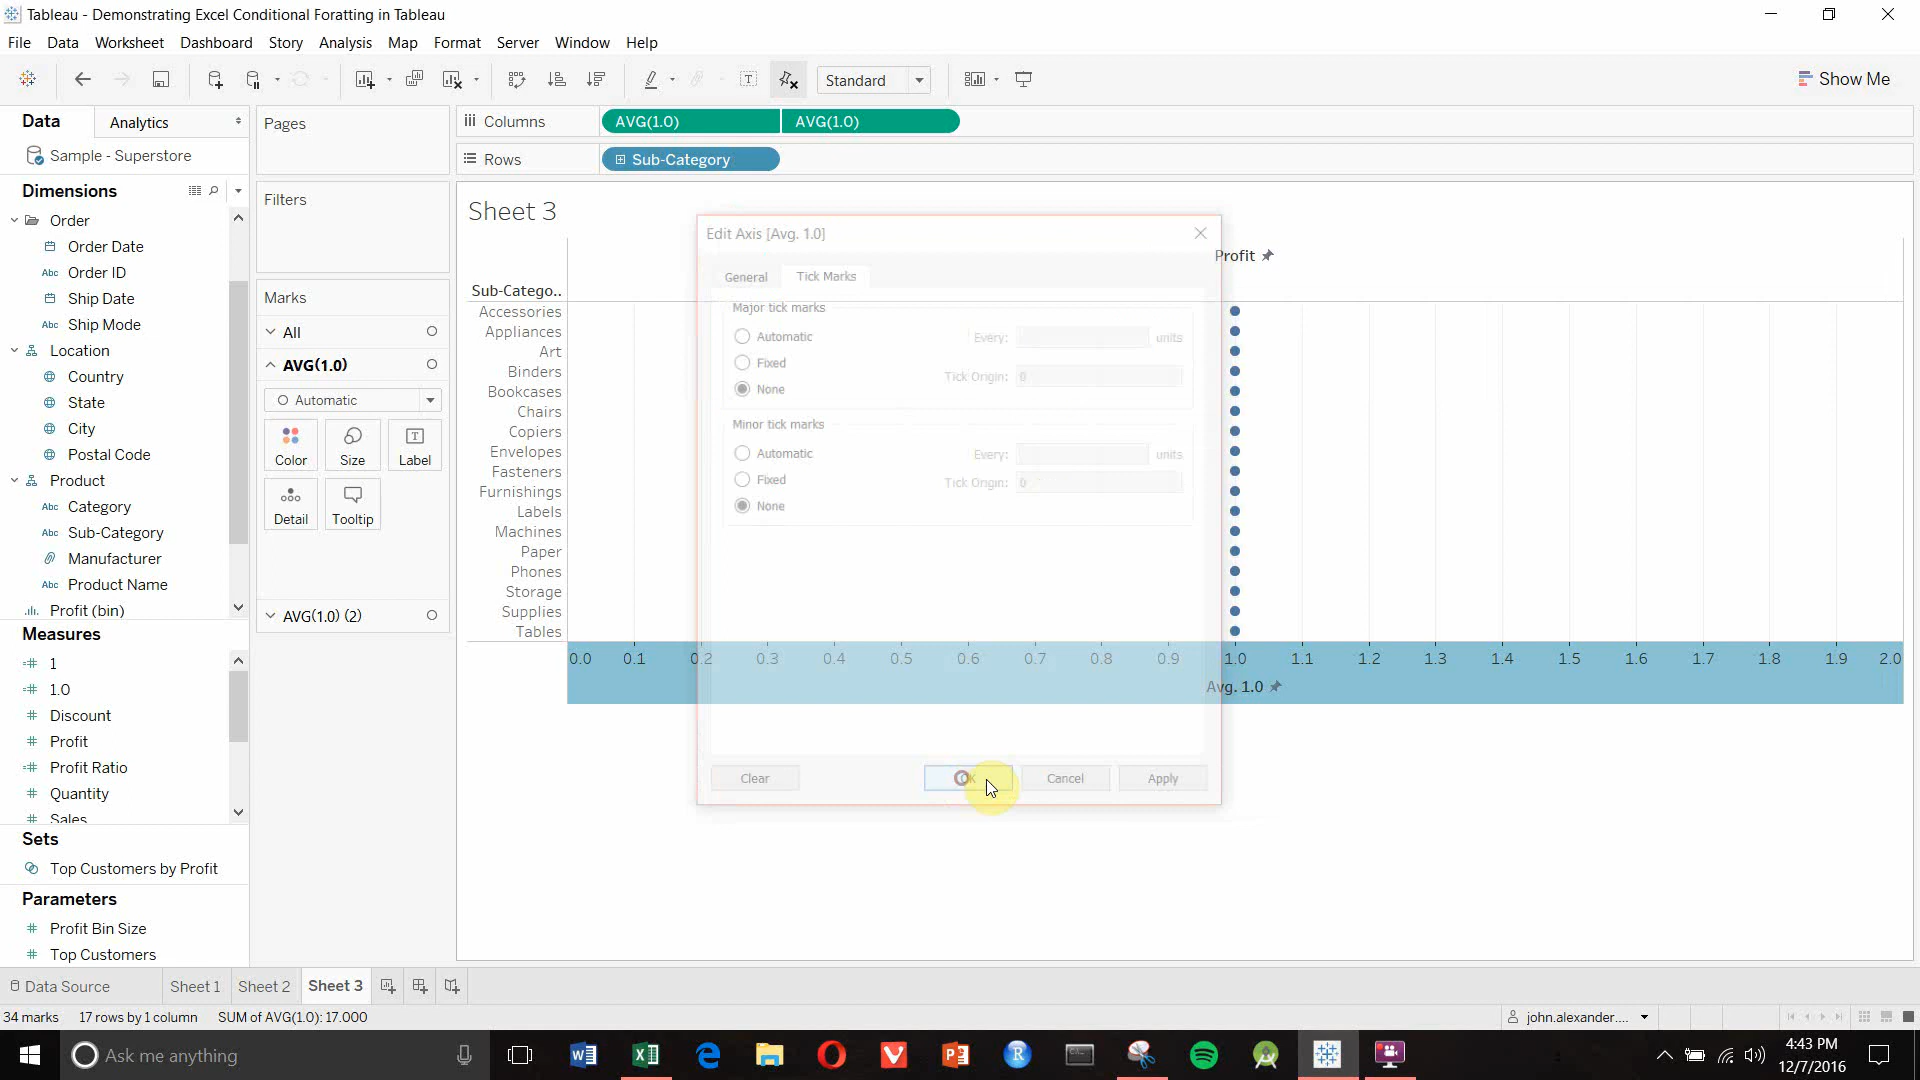 Tableau - Demonstrating Excel Conditional Foratting in Tableau
File Data Worksheet Dashboard Story Analysis Map Format Server Window Help
Standard
Show Me
Data
Analytics
Sample - Superstore
Dimensions
Order
Order Date
Abc Order ID
Ship Date
Abc Ship Mode
Location
Country
State
City
Postal Code
Product
Abc Category
Abc Sub-Category
Manufacturer
Abc Product Name
Profit (bin)
Measures
1
1.0
Discount
Profit
Profit Ratio
Quantity
Sales
Sets
Top Customers by Profit
Parameters
Profit Bin Size
Top Customers
Pages
Filters
Marks
All
AVG(1.0)
Automatic
Color Size Label
Detail Tooltip
AVG(1.0) (2)
Columns AVG(1.0) AVG(1.0)
Rows Sub-Category
Sheet 3
Profit
Sub-Catego..
Accessories
Appliances
Art
Binders
Bookcases
Chairs
Copiers
Envelopes
Fasteners
Furnishings
Labels
Machines
Paper
Phones
Storage
Supplies
Tables
0.0 0.1 0.2 0.3 0.4 0.5 0.6 0.7 0.8 0.9 1.0 1.1 1.2 1.3 1.4 1.5 1.6 1.7 1.8 1.9 2.0
Avg. 1.0
Edit Axis [Avg. 1.0]
General Tick Marks
Major tick marks
Automatic Every: units
Fixed
Tick Origin: 0
None
Minor tick marks
Automatic Every: units
Fixed Tick Origin: 0
None
Clear OK Cancel Apply
Data Source Sheet 1 Sheet 2 Sheet 3
34 marks 17 rows by 1 column SUM of AVG(1.0): 17.000
john.alexander....
Ask me anything
4:43 PM
12/7/2016